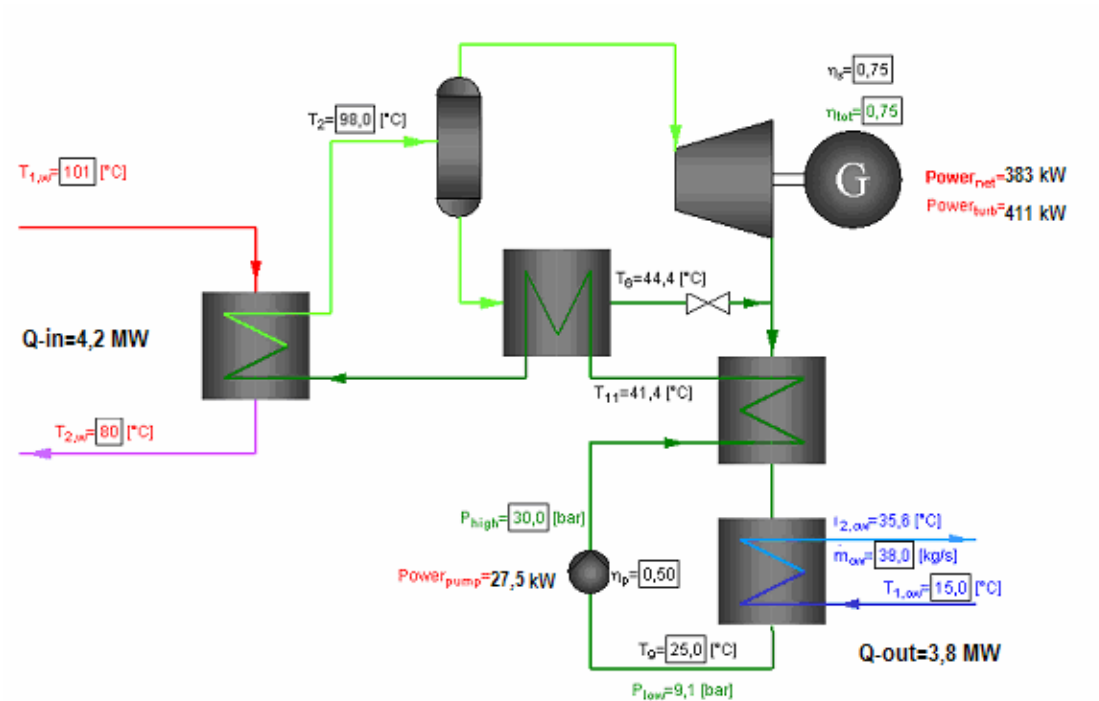 ηs=0,75
T2=98,0 [°C]
ηtot=0,75
T1,w=101 [°C]
G
Powernet=383 kW
Powerturb=411 kW
T6=44,4 [°C]
Q-in=4,2 MW
T11=41,4 [°C]
T2,w=80 [°C]
Phigh=30,0 [bar]
T2,cw=35,8 [°C]
ṁcw=38,0 [kg/s]
Powerpump=27,5 kW
ηp=0,50
T1,cw=15,0 [°C]
T9=25,0 [°C]
Q-out=3,8 MW
Plow=9,1 [bar]